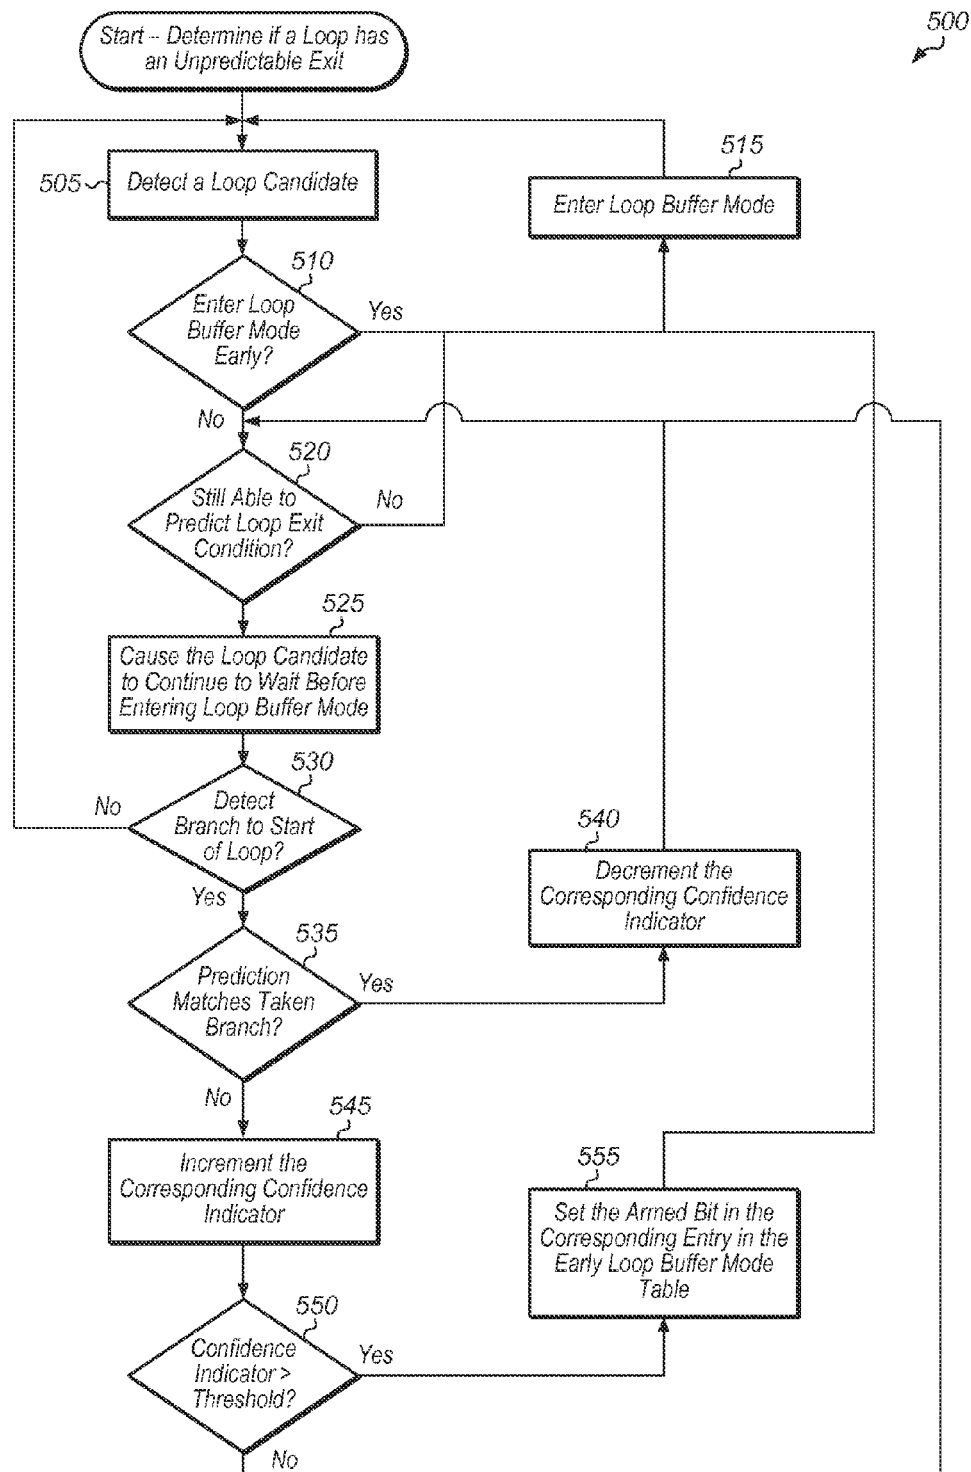 500
Start – Determine if a Loop has
an Unpredictable Exit
505
Detect a Loop Candidate
515
Enter Loop Buffer Mode
510
Enter Loop
Buffer Mode
Early?
Yes
No
520
Still Able to
Predict Loop Exit
Condition?
No
525
Cause the Loop Candidate
to Continue to Wait Before
Entering Loop Buffer Mode
530
Detect
Branch to Start
of Loop?
No
Yes
540
Decrement the
Corresponding Confidence
Indicator
535
Prediction
Matches Taken
Branch?
Yes
No
545
Increment the
Corresponding Confidence
Indicator
555
Set the Armed Bit in the
Corresponding Entry in the
Early Loop Buffer Mode
Table
550
Confidence
Indicator >
Threshold?
Yes
No